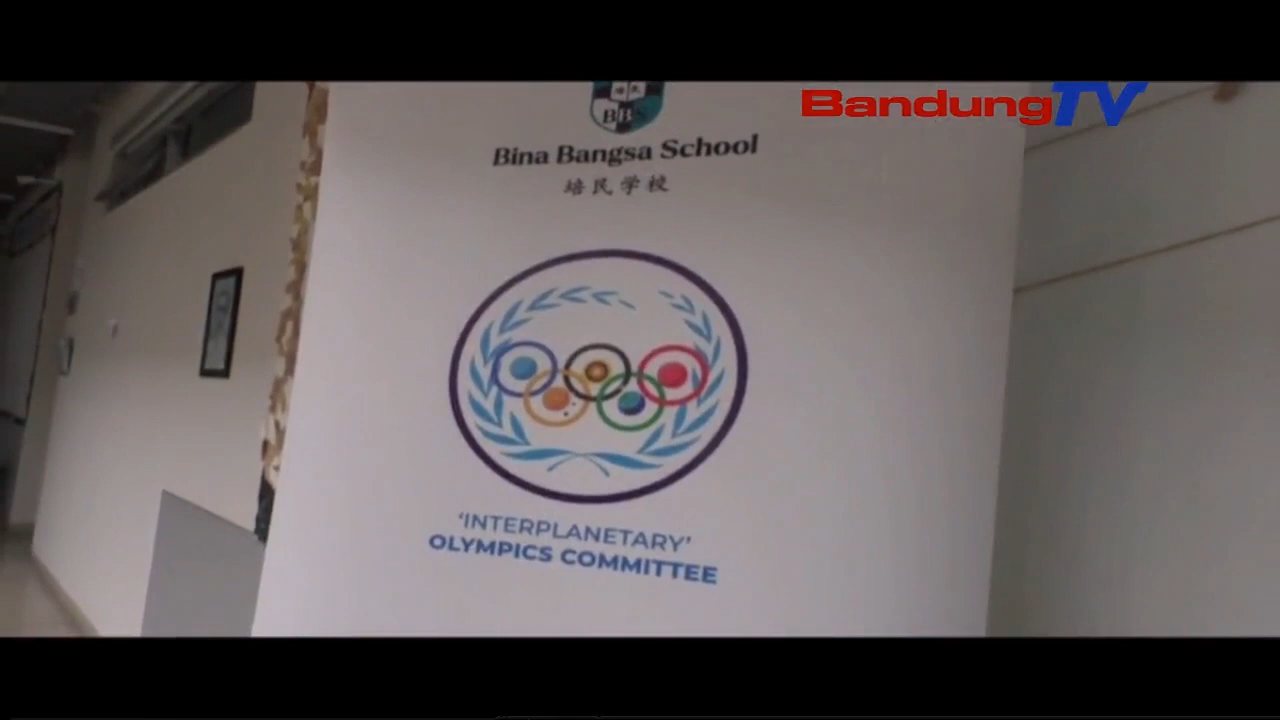 BandungTV
BBS
Bina Bangsa School
培民学校
'INTERPLANETARY'
OLYMPICS COMMITTEE